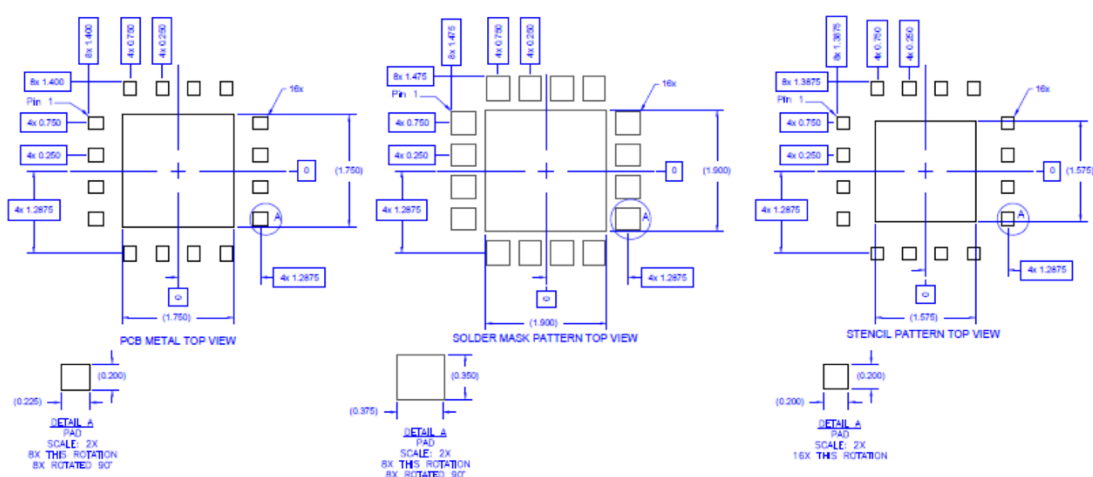 8x 1.400
4x 0.750
4x 0.250
8x 1.400
Pin 1
16x
4x 0.750
4x 0.250
0
(1.750)
4x 1.2875
4x 1.2875
0
(1.750)
PCB METAL TOP VIEW
(0.200)
(0.225)
DETAIL A
PAD
SCALE: 2X
8X THIS ROTATION
8X ROTATED 90°
A
8x 1.475
4x 0.750
4x 0.250
8x 1.475
Pin 1
16x
4x 0.750
4x 0.250
0
(1.900)
4x 1.2875
A
4x 1.2875
0
(1.900)
SOLDER MASK PATTERN TOP VIEW
(0.350)
(0.375)
DETAIL A
PAD
SCALE: 2X
8X THIS ROTATION
8X ROTATED 90°
8x 1.3875
4x 0.750
4x 0.250
8x 1.3875
Pin 1
16x
4x 0.750
4x 0.250
0
(1.575)
4x 1.2875
A
4x 1.2875
0
(1.575)
STENCIL PATTERN TOP VIEW
(0.200)
(0.200)
DETAIL A
PAD
SCALE: 2X
16X THIS ROTATION